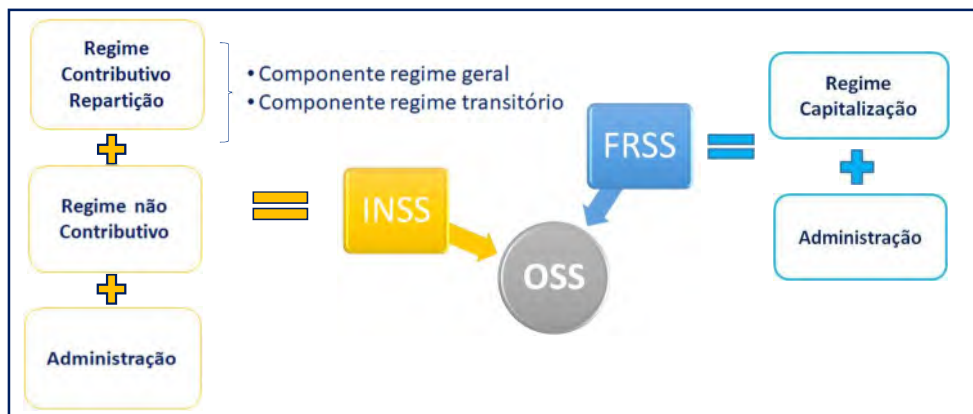 Regime
Contributivo
Repartição
• Componente regime geral
• Componente regime transitório
Regime não
Contributivo
Administração
INSS
OSS
FRSS
Regime
Capitalização
Administração